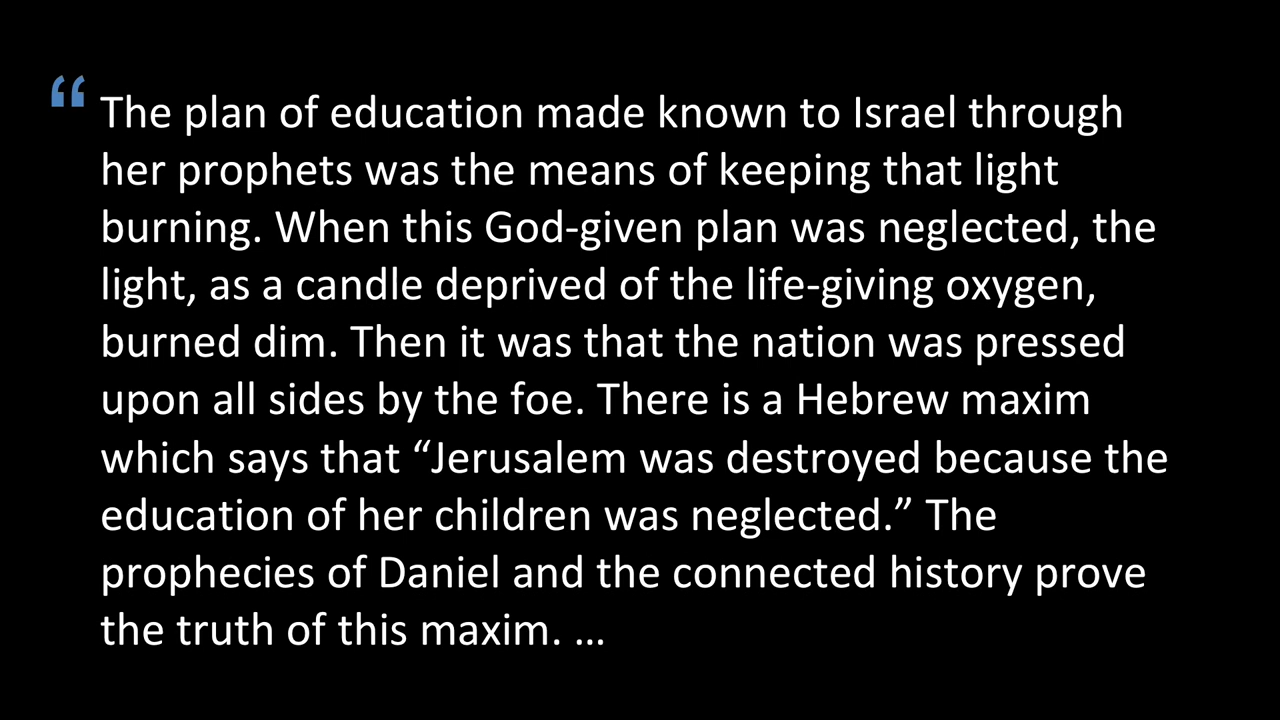 “ The plan of education made known to Israel through
her prophets was the means of keeping that light
burning. When this God-given plan was neglected, the
light, as a candle deprived of the life-giving oxygen,
burned dim. Then it was that the nation was pressed
upon all sides by the foe. There is a Hebrew maxim
which says that “Jerusalem was destroyed because the
education of her children was neglected.” The
prophecies of Daniel and the connected history prove
the truth of this maxim. …